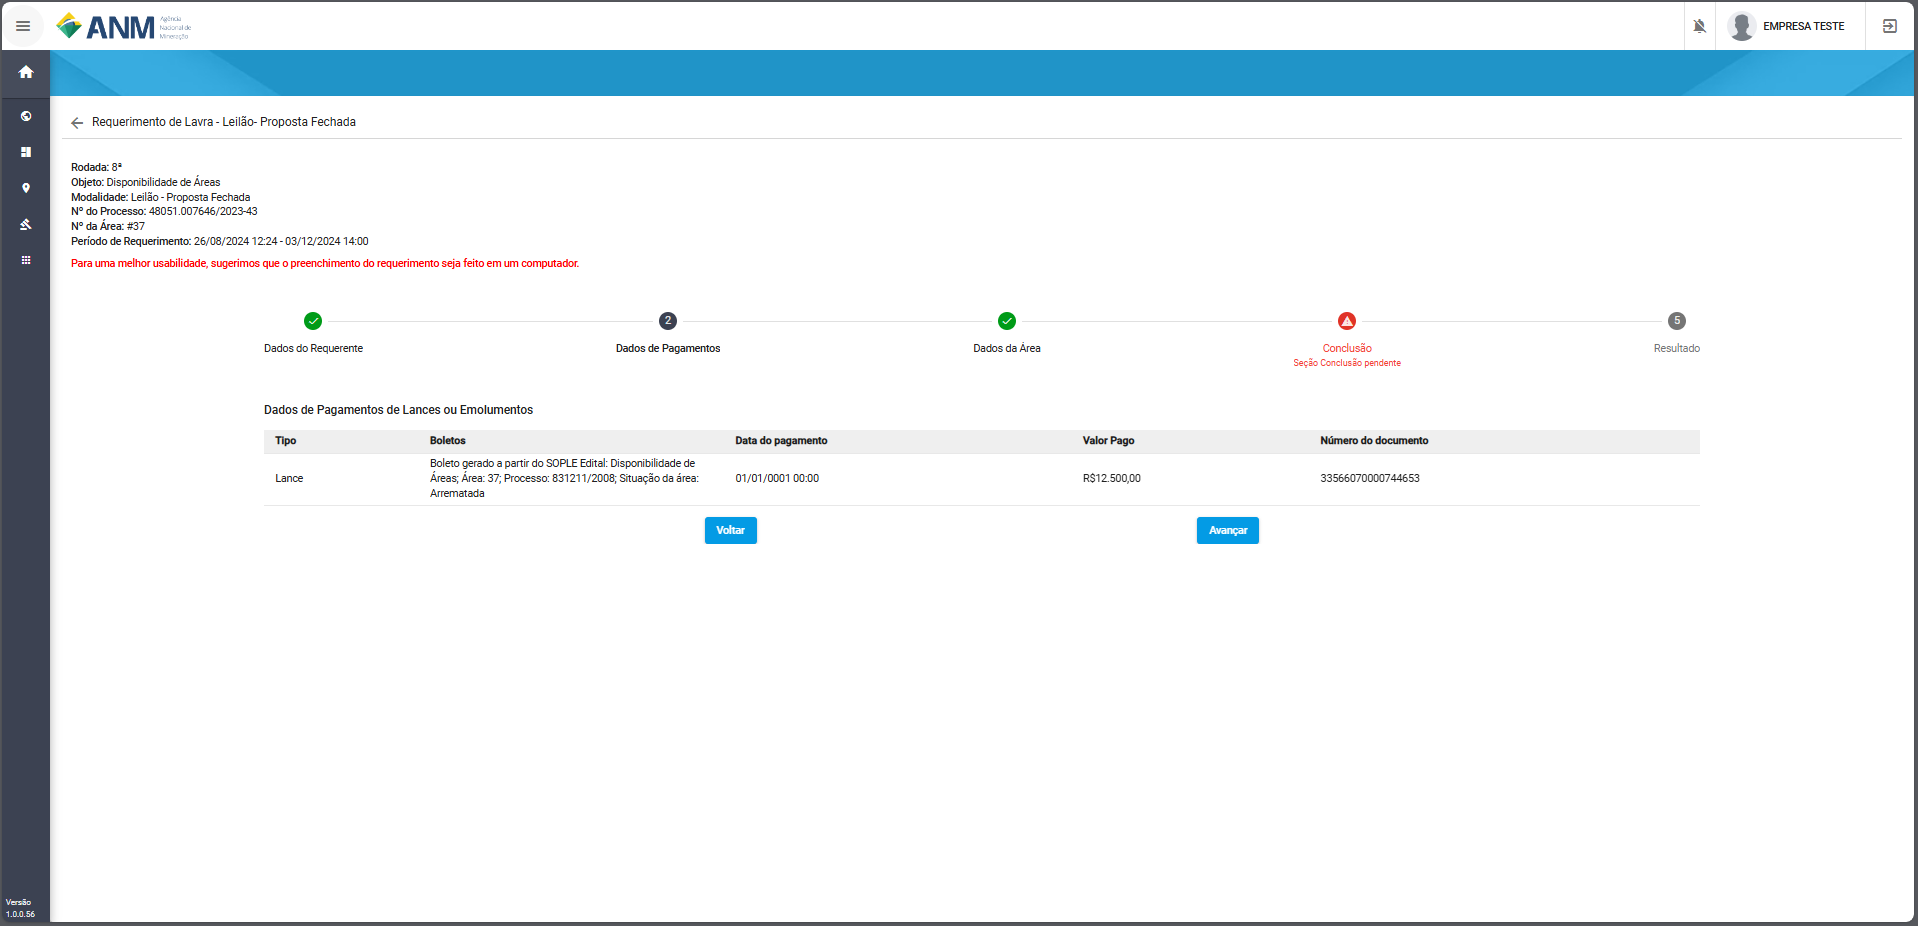 ANM
Agência
Nacional de
Mineração
EMPRESA TESTE
Requerimento de Lavra - Leilão- Proposta Fechada
Rodada: 8ª
Objeto: Disponibilidade de Áreas
Modalidade: Leilão - Proposta Fechada
Nº do Processo: 48051.007646/2023-43
Nº da Área: #37
Período de Requerimento: 26/08/2024 12:24 - 03/12/2024 14:00
Para uma melhor usabilidade, sugerimos que o preenchimento do requerimento seja feito em um computador.
Dados do Requerente
2
Dados de Pagamentos
Dados da Área
Conclusão
Seção Conclusão pendente
5
Resultado
Dados de Pagamentos de Lances ou Emolumentos
Tipo Boletos Data do pagamento Valor Pago Número do documento
Lance
Boleto gerado a partir do SOPLE Edital: Disponibilidade de
Áreas; Área: 37; Processo: 831211/2008; Situação da área:
Arrematada
01/01/0001 00:00
R$12.500,00
33566070000744653
Voltar
Avançar
Versão
1.0.0.56